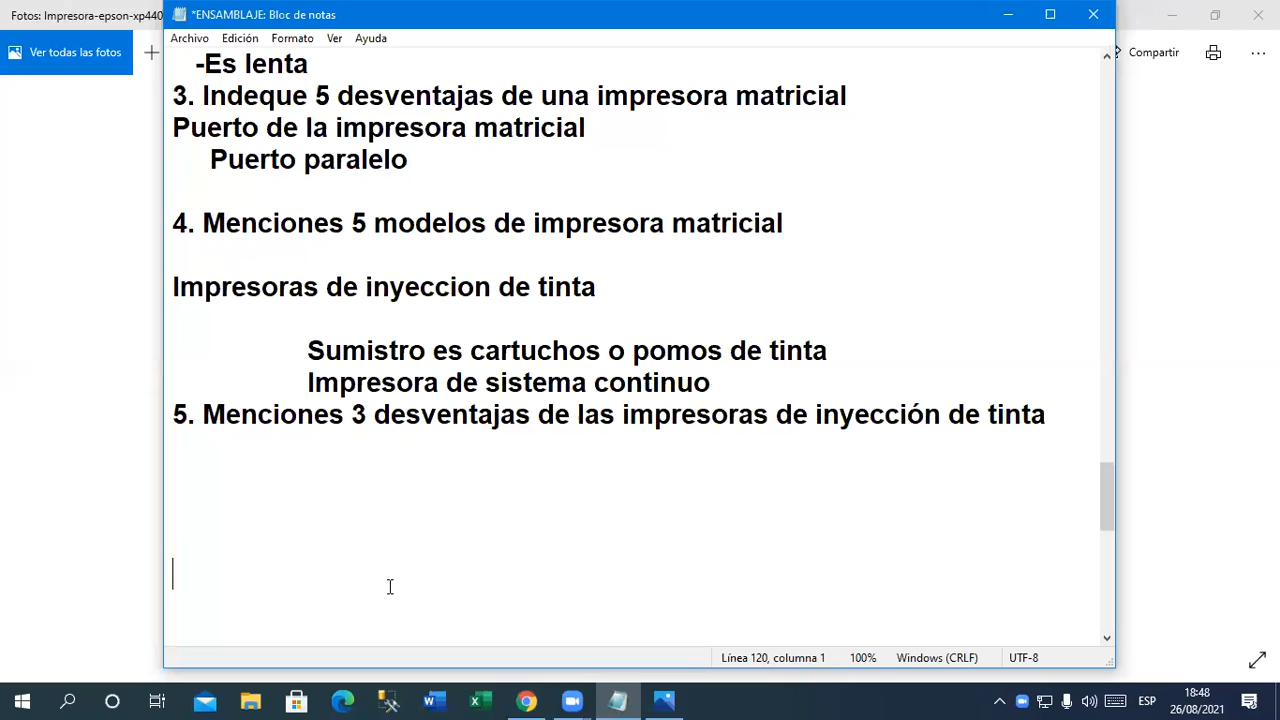 Fotos: Impresora-epson-xp440
*ENSAMBLAJE: Bloc de notas
Ver todas las fotos
Compartir
Archivo Edición Formato Ver Ayuda
-Es lenta
3. Indeque 5 desventajas de una impresora matricial
Puerto de la impresora matricial
Puerto paralelo
4. Menciones 5 modelos de impresora matricial
Impresoras de inyeccion de tinta
Sumistro es cartuchos o pomos de tinta
Impresora de sistema continuo
5. Menciones 3 desventajas de las impresoras de inyección de tinta
Línea 120, columna 1 100% Windows (CRLF) UTF-8
ESP
18:48
26/08/2021